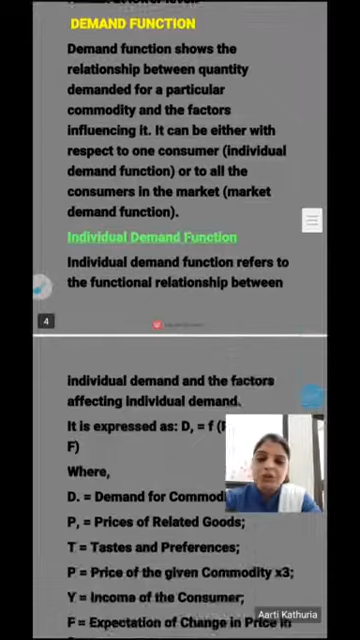 DEMAND FUNCTION
Demand function shows the
relationship between quantity
demanded for a particular
commodity and the factors
influencing it. It can be either with
respect to one consumer (individual
demand function) or to all the
consumers in the market (market
demand function).
Individual Demand Function
Individual demand function refers to
the functional relationship between
4
individual demand and the factors
affecting individual demand.
It is expressed as: D, = f (
F)
Where,
D. = Demand for Commod
P, = Prices of Related Goods;
T = Tastes and Preferences;
P = Price of the given Commodity x3;
Y = Income of the Consumer;
F = Expectation of Change in Price in
Aarti Kathuria